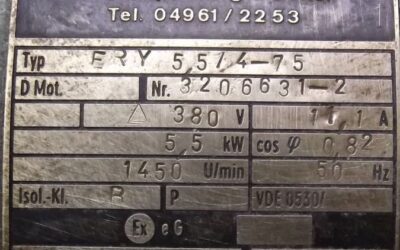 Tel. 04961/2253
Typ ERY 5,5/4-75
D Mot. Nr. 3206631-2
△ 380 V 11,1 A
5,5 kW cos φ 0,82
1450 U/min 50 Hz
Isol.-Kl. B P VDE 0530/
Ex e G